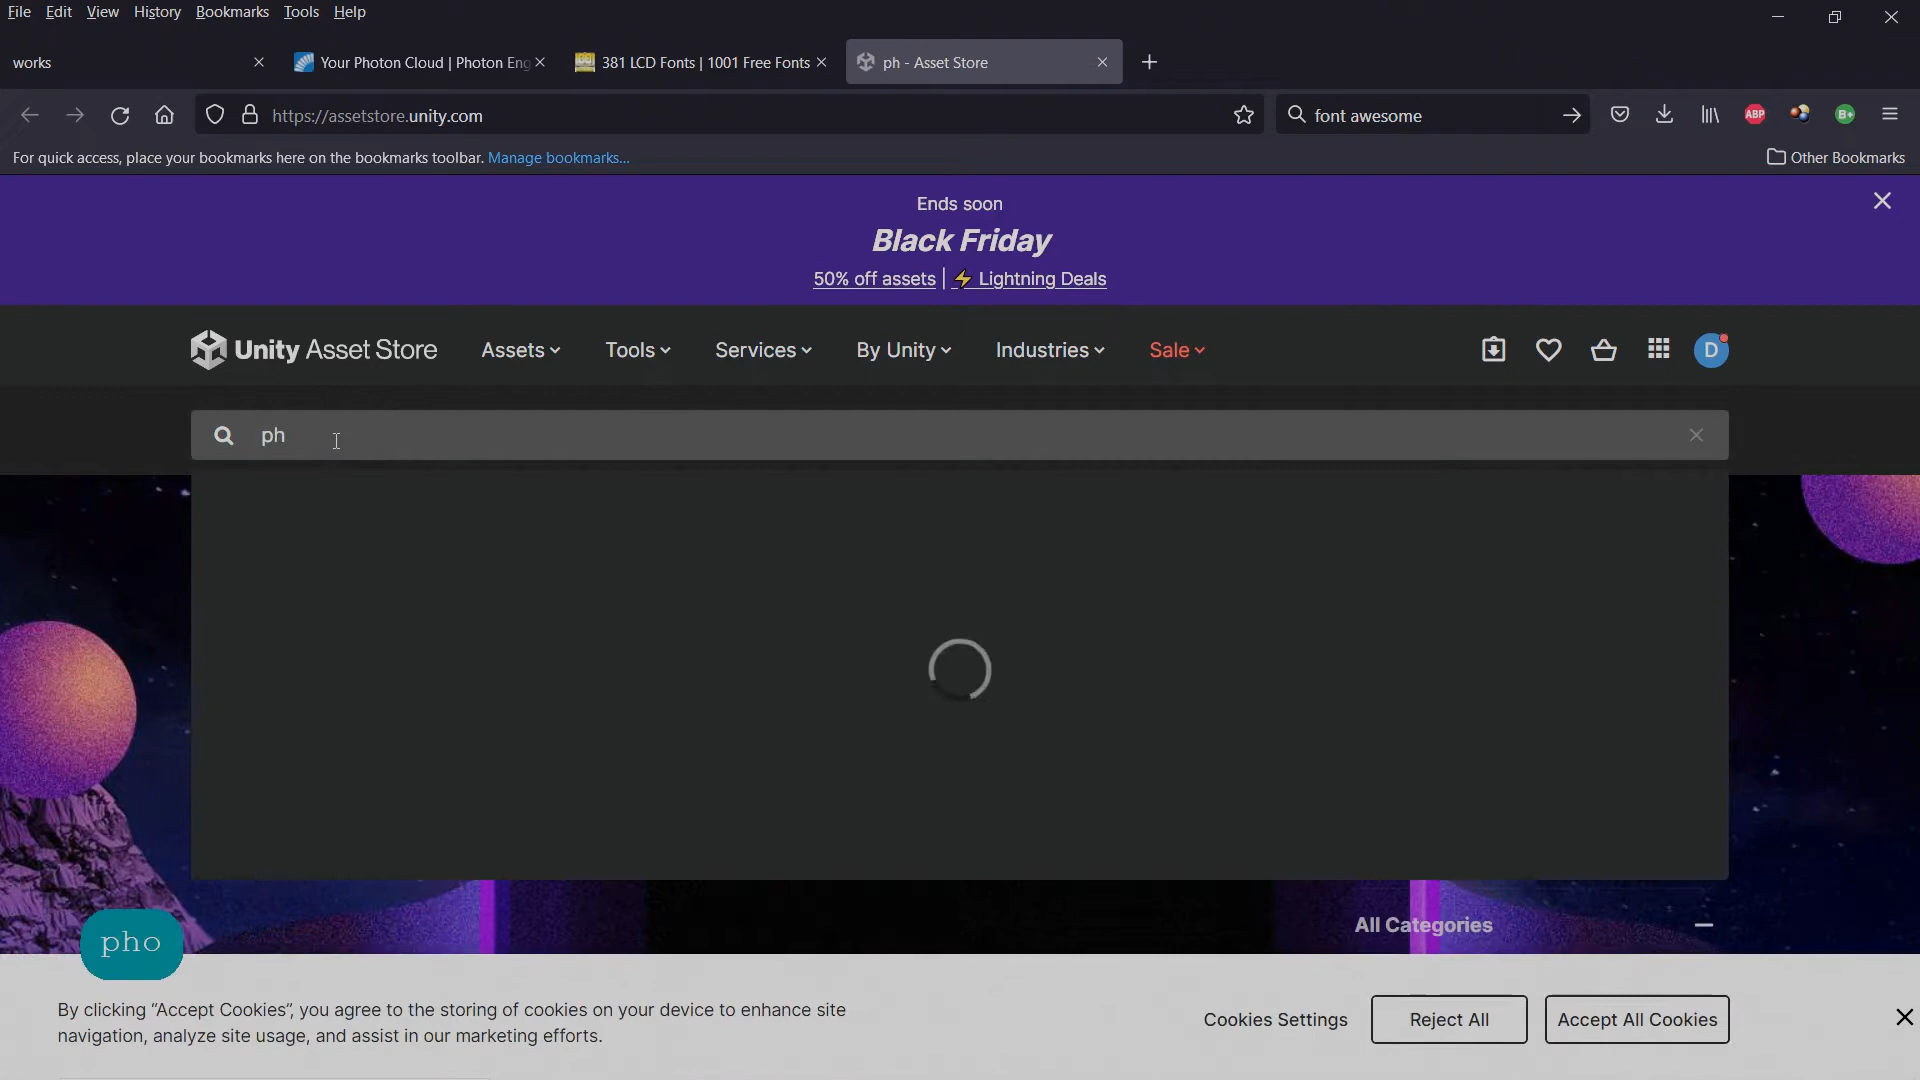 File Edit View History Bookmarks Tools Help
works
Your Photon Cloud | Photon Eng
381 LCD Fonts | 1001 Free Fonts
ph - Asset Store
https://assetstore.unity.com
font awesome
ABP
B+
For quick access, place your bookmarks here on the bookmarks toolbar. Manage bookmarks...
Other Bookmarks
Ends soon
Black Friday
50% off assets | ⚡ Lightning Deals
Unity Asset Store
Assets Tools Services By Unity Industries Sale
D
ph
All Categories
pho
By clicking “Accept Cookies”, you agree to the storing of cookies on your device to enhance site
navigation, analyze site usage, and assist in our marketing efforts.
Cookies Settings
Reject All
Accept All Cookies